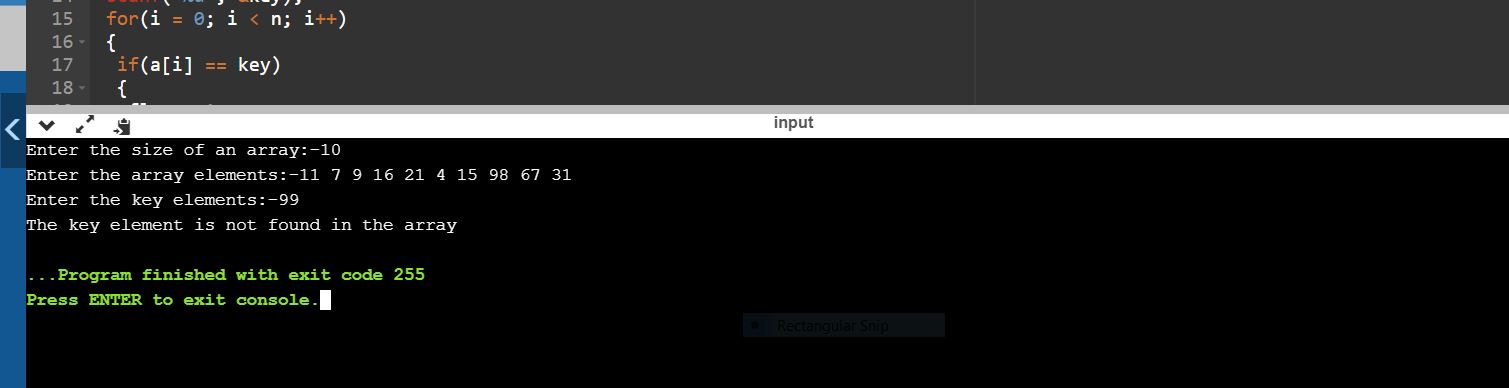 15 for(i = 0; i < n; i++)
16 {
17 if(a[i] == key)
18 {
input
Enter the size of an array:-10
Enter the array elements:-11 7 9 16 21 4 15 98 67 31
Enter the key elements:-99
The key element is not found in the array
...Program finished with exit code 255
Press ENTER to exit console.
Rectangular Snip